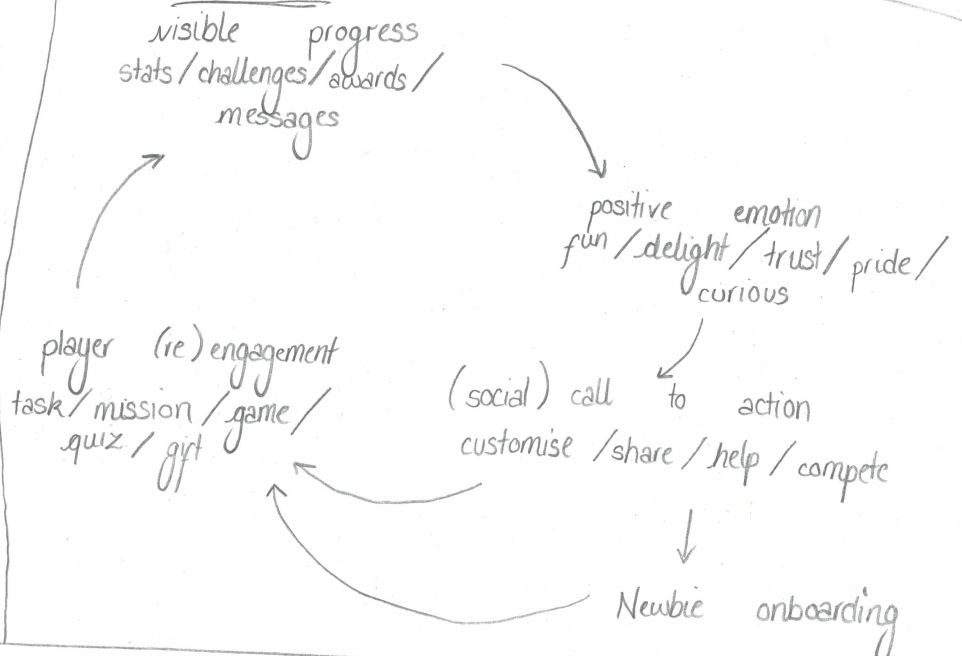 visible progress
stats/challenges/awards/
messages
positive emotion
fun/delight/trust/pride/
curious
player (re)engagement
task/mission/game/
quiz/gift
(social) call to action
customise/share/help/compete
Newbie onboarding